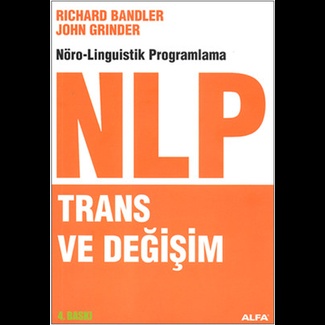 RICHARD BANDLER
JOHN GRINDER
Nöro-Linguistik Programlama
NLP
TRANS
VE DEĞİŞİM
4. BASKI
ALFA